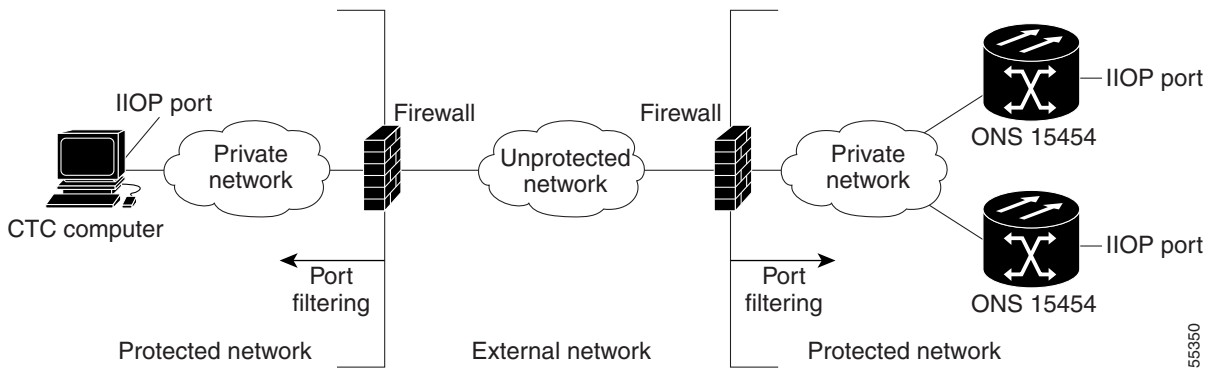 IIOP port
Private
network
CTC computer
Firewall
Unprotected
network
Firewall
Private
network
IIOP port
ONS 15454
IIOP port
ONS 15454
Port
filtering
Port
filtering
Protected network
External network
Protected network
55350